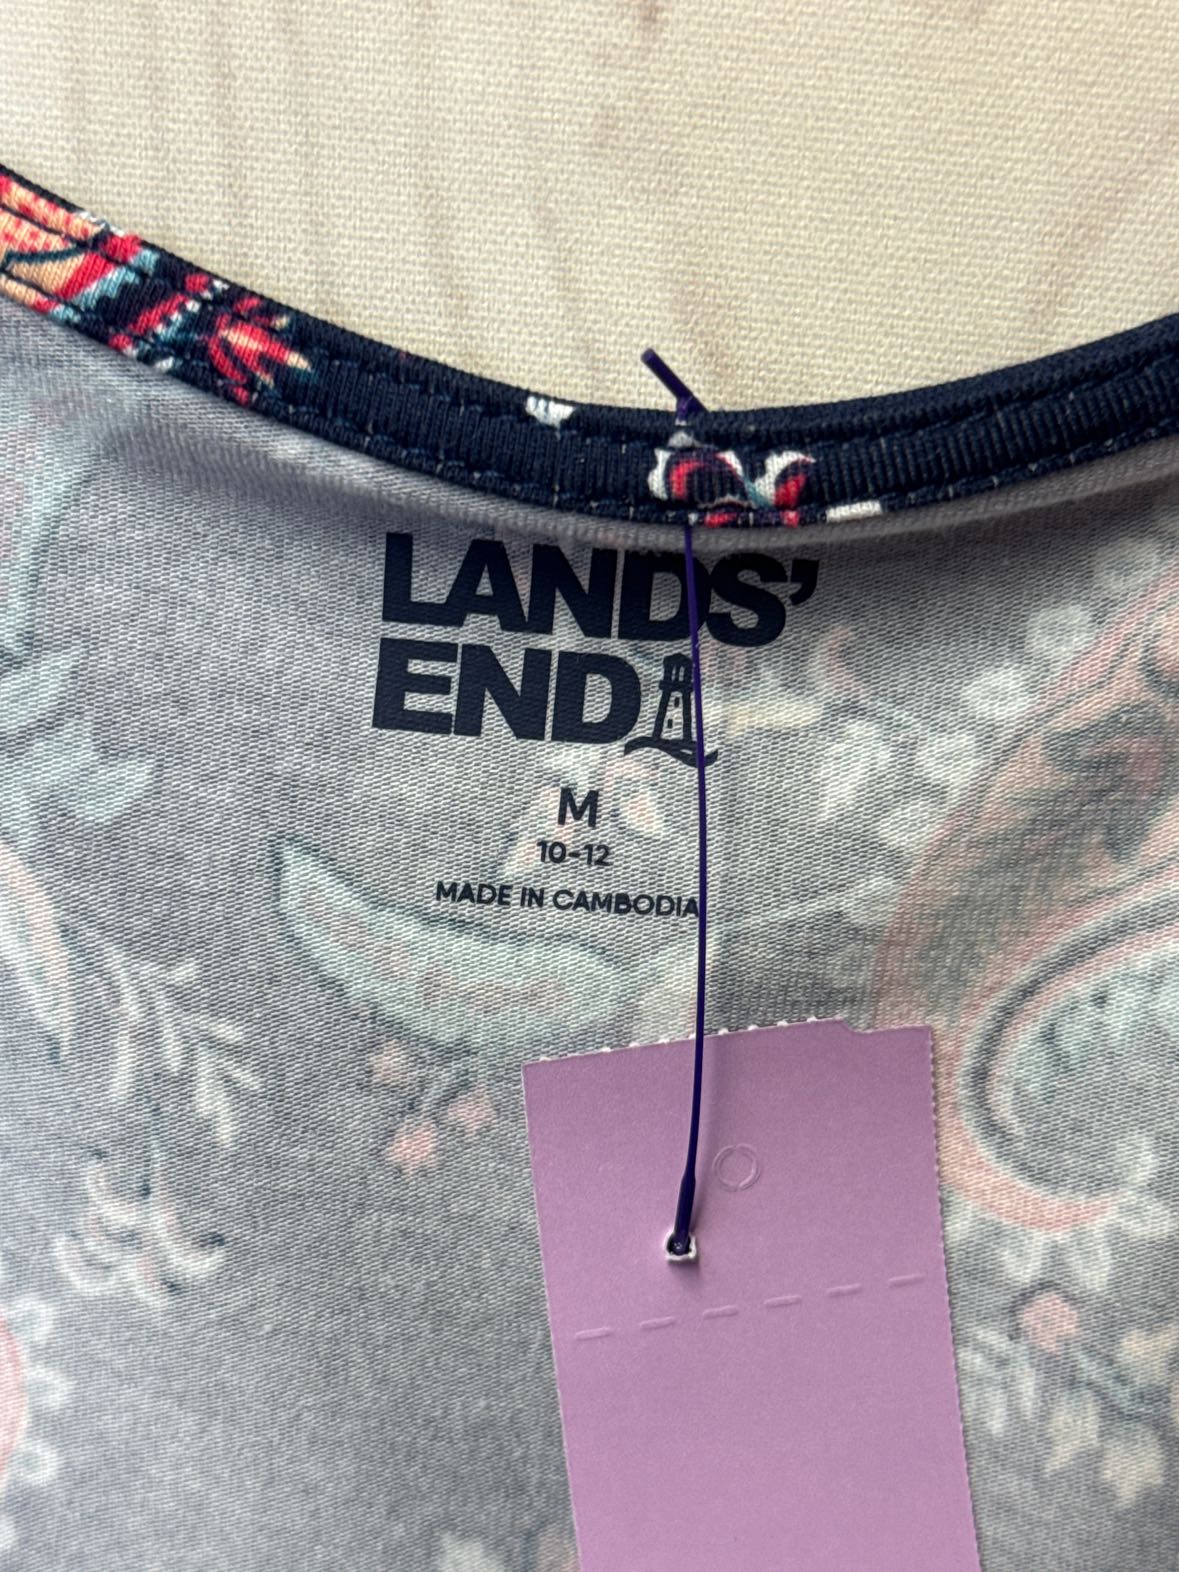 LANDS'
END
M
10-12
MADE IN CAMBODIA